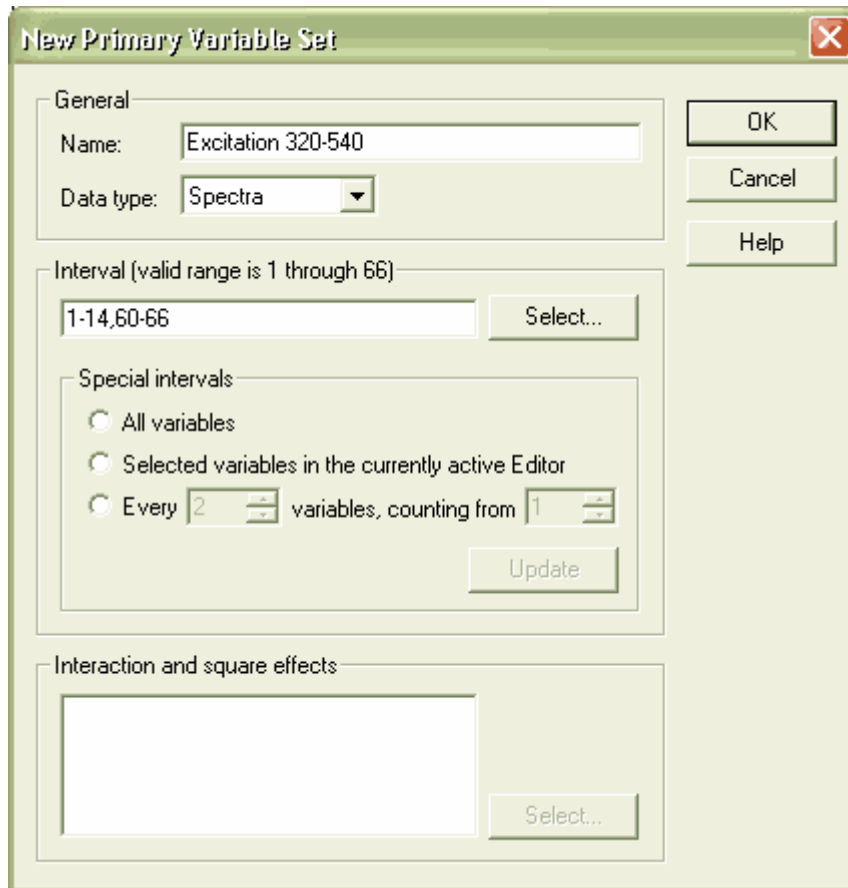 New Primary Variable Set
General
Name: Excitation 320-540
Data type: Spectra
OK
Cancel
Help
Interval (valid range is 1 through 66)
1-14,60-66 Select...
Special intervals
All variables
Selected variables in the currently active Editor
Every 2 variables, counting from 1
Update
Interaction and square effects
Select...